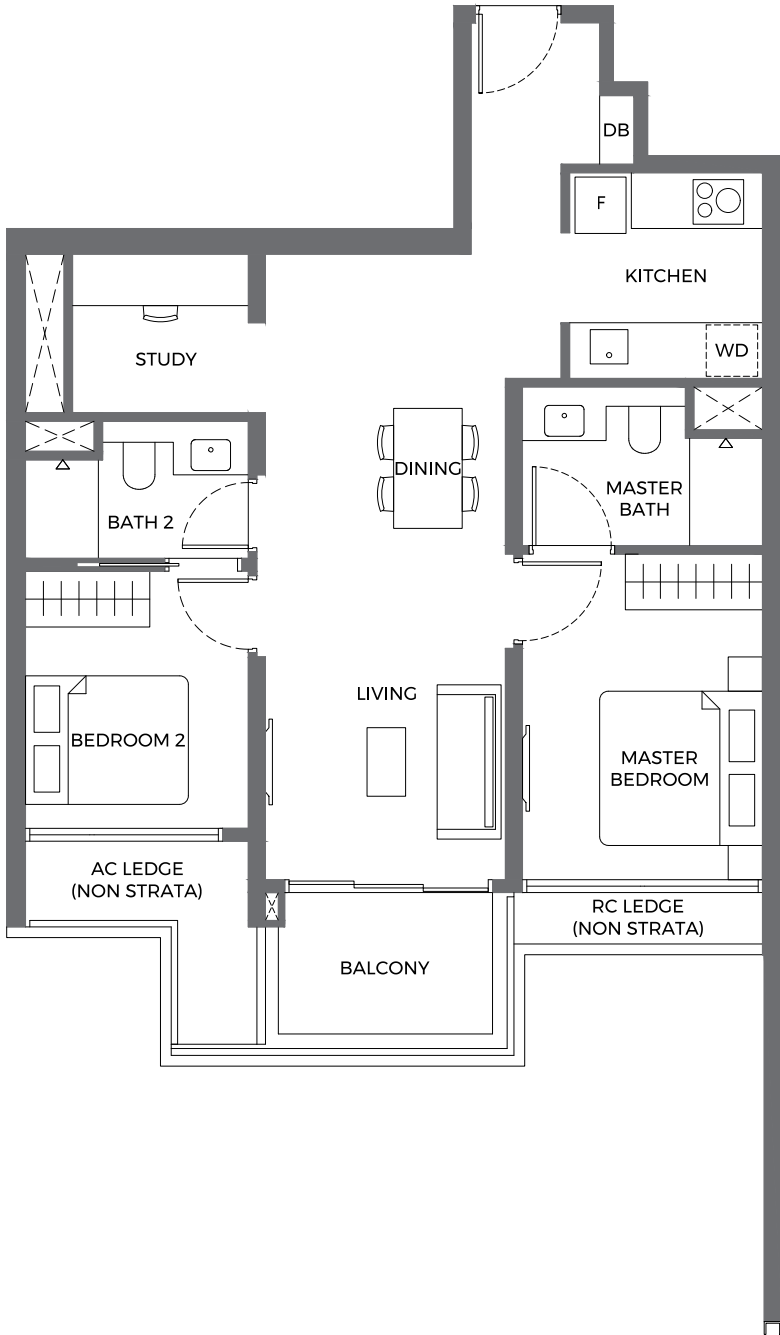 DB
F
KITCHEN
STUDY
WD
DINING
MASTER
BATH
BATH 2
LIVING
BEDROOM 2
MASTER
BEDROOM
AC LEDGE
(NON STRATA)
RC LEDGE
(NON STRATA)
BALCONY